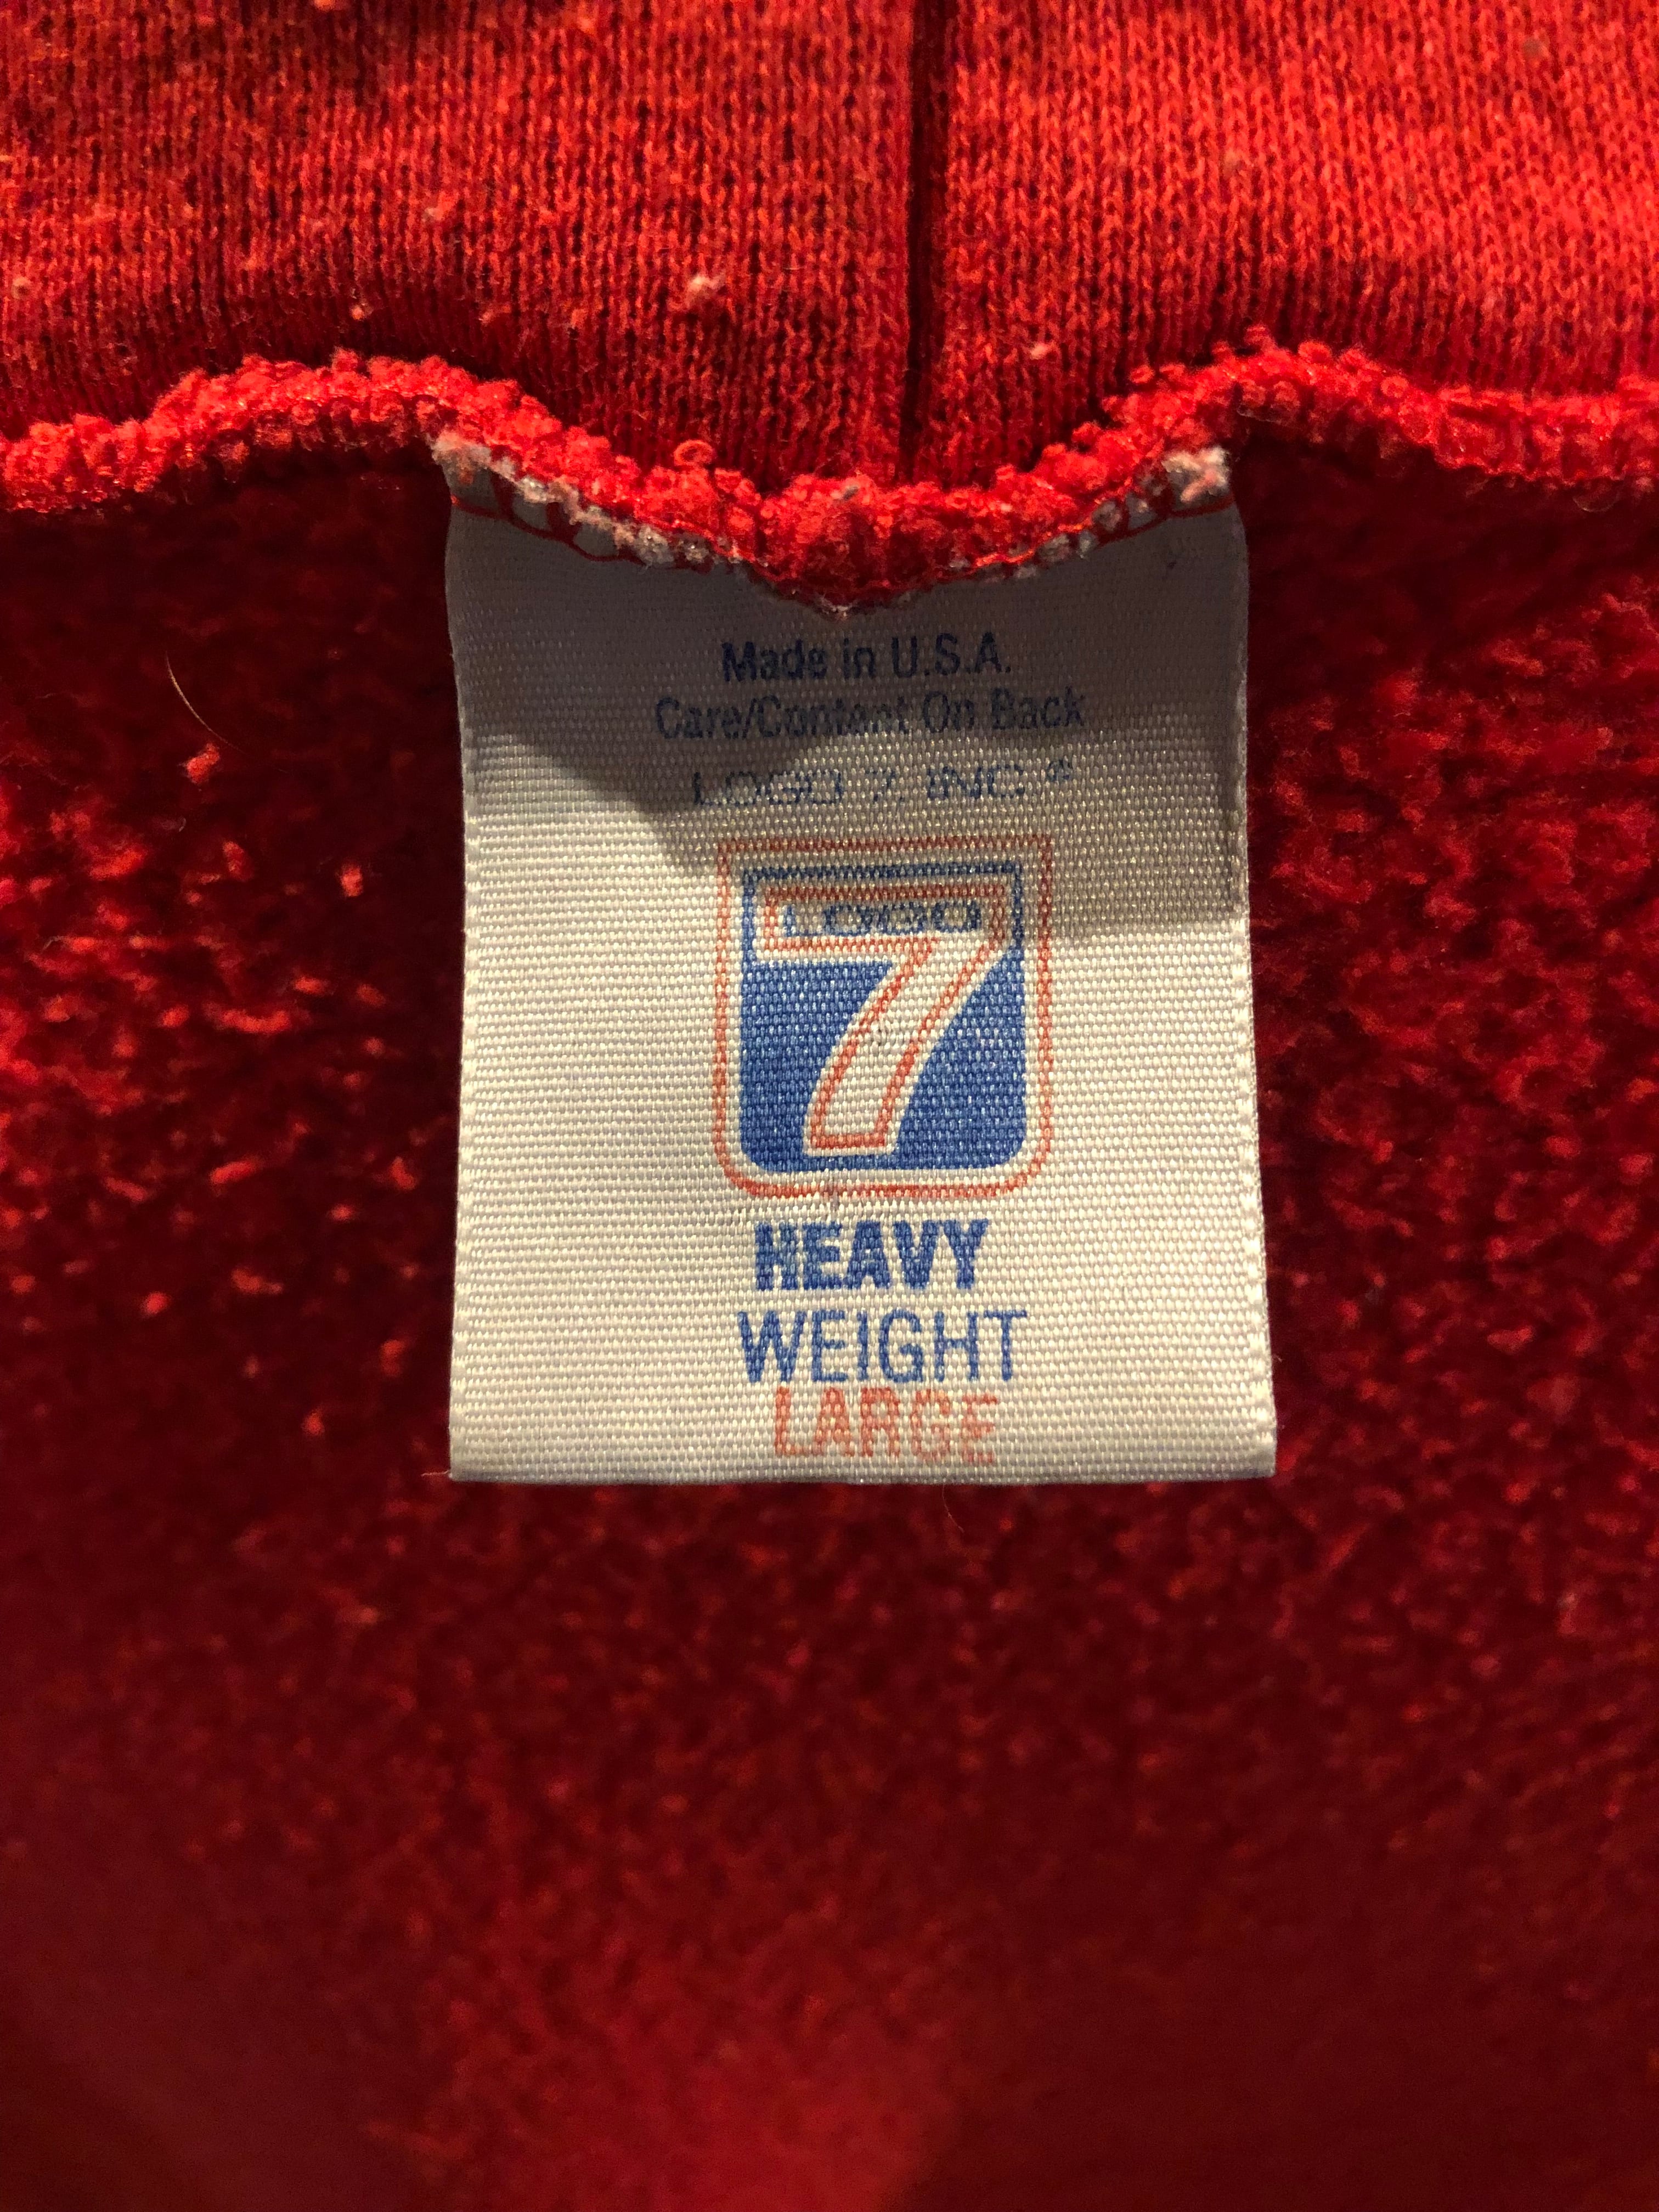 Made in U.S.A.
Care/Content On Back
LOGO 7, INC.®
LOGO
7
HEAVY
WEIGHT
LARGE